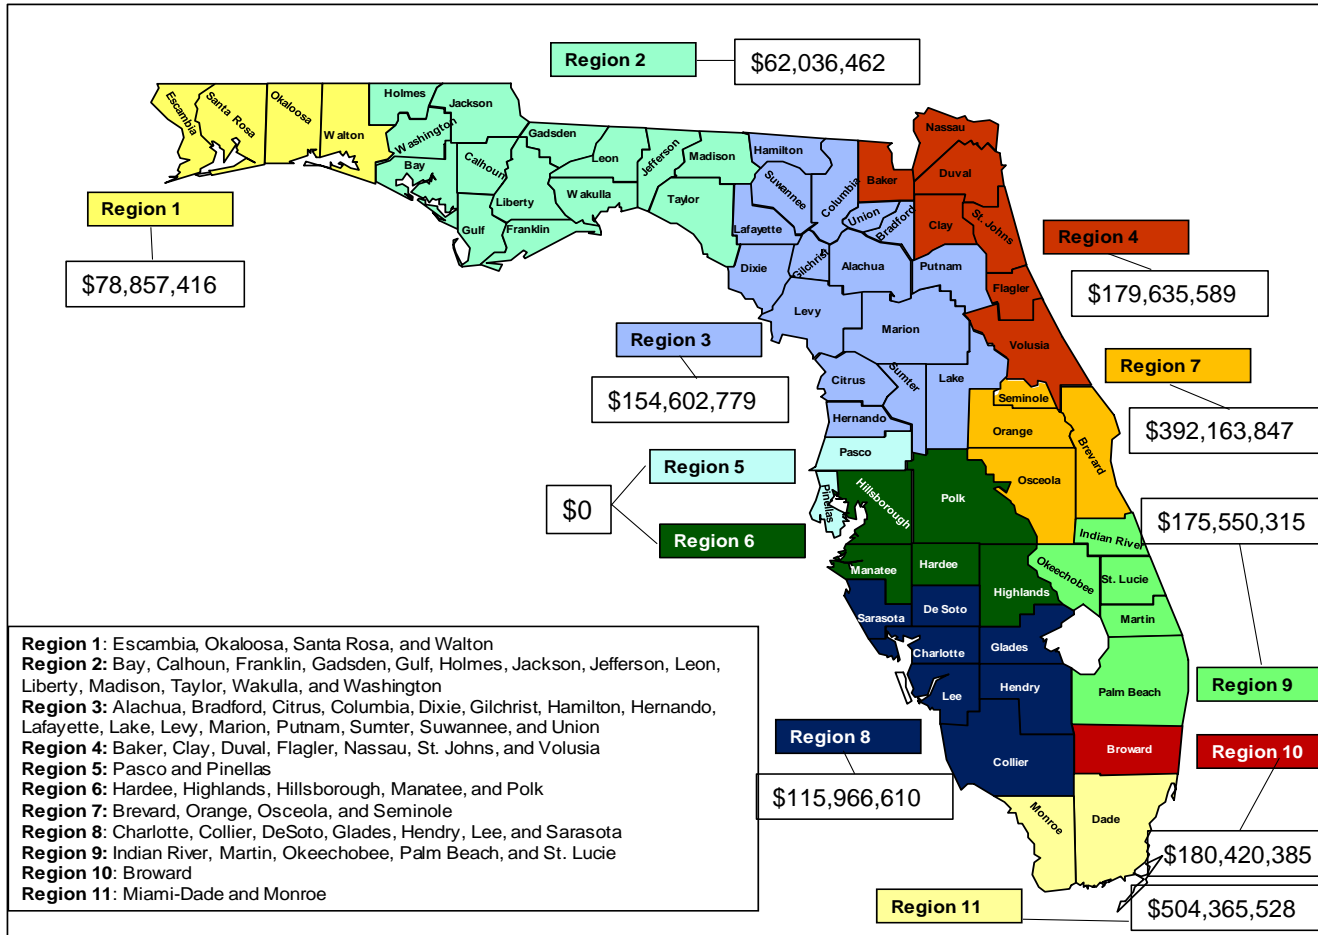 Region 2
$62,036,462
Holmes
Jackson
Escambia
Santa Rosa
Okaloosa
Walton
Washington
Bay
Calhoun
Gadsden
Leon
Jefferson
Madison
Liberty
Wakulla
Taylor
Gulf
Franklin
Hamilton
Suwannee
Columbia
Lafayette
Baker
Nassau
Duval
Union
Bradford
Clay
St. Johns
Region 1
$78,857,416
Region 4
$179,635,589
Dixie
Gilchrist
Alachua
Putnam
Flagler
Levy
Marion
Volusia
Region 3
$154,602,779
Citrus
Sumter
Lake
Hernando
Region 7
$392,163,847
Seminole
Orange
Brevard
Osceola
Pasco
Pinellas
Region 5
$0
Region 6
Hillsborough
Polk
Manatee
Hardee
Highlands
$175,550,315
Indian River
Okeechobee
St. Lucie
Martin
Palm Beach
Region 9
Sarasota
De Soto
Charlotte
Glades
Lee
Hendry
Collier
Region 8
$115,966,610
Broward
Region 10
$180,420,385
Monroe
Dade
Region 11
$504,365,528
Region 1: Escambia, Okaloosa, Santa Rosa, and Walton
Region 2: Bay, Calhoun, Franklin, Gadsden, Gulf, Holmes, Jackson, Jefferson, Leon,
Liberty, Madison, Taylor, Wakulla, and Washington
Region 3: Alachua, Bradford, Citrus, Columbia, Dixie, Gilchrist, Hamilton, Hernando,
Lafayette, Lake, Levy, Marion, Putnam, Sumter, Suwannee, and Union
Region 4: Baker, Clay, Duval, Flagler, Nassau, St. Johns, and Volusia
Region 5: Pasco and Pinellas
Region 6: Hardee, Highlands, Hillsborough, Manatee, and Polk
Region 7: Brevard, Orange, Osceola, and Seminole
Region 8: Charlotte, Collier, DeSoto, Glades, Hendry, Lee, and Sarasota
Region 9: Indian River, Martin, Okeechobee, Palm Beach, and St. Lucie
Region 10: Broward
Region 11: Miami-Dade and Monroe